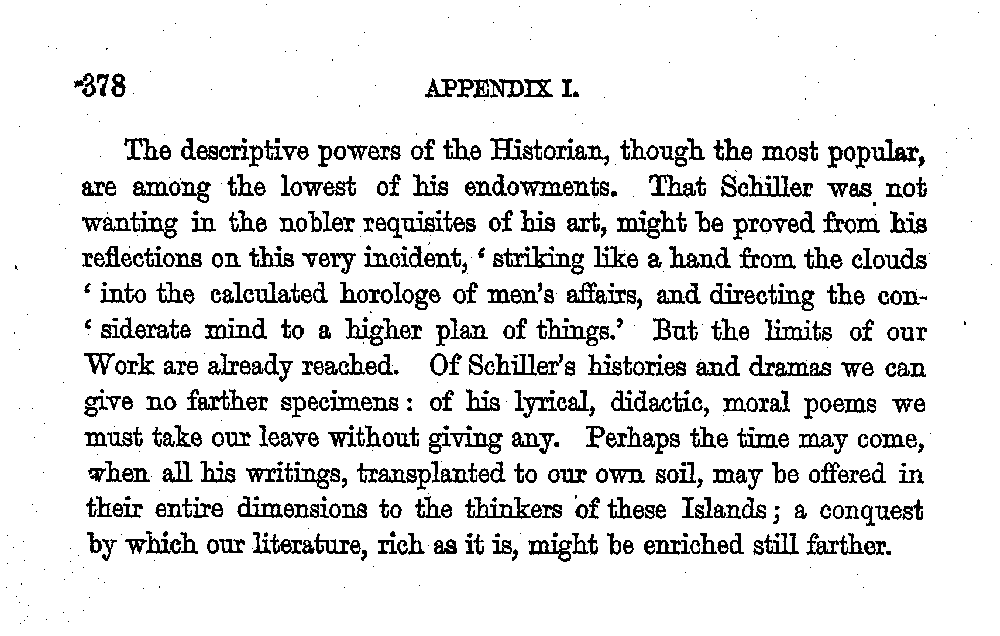 378 APPENDIX I.
The descriptive powers of the Historian, though the most popular,
are among the lowest of his endowments. That Schiller was not
wanting in the nobler requisites of his art, might be proved from his
reflections on this very incident, ‘ striking like a hand from the clouds
‘ into the calculated horologe of men’s affairs, and directing the con-
‘ siderate mind to a higher plan of things.’ But the limits of our
Work are already reached. Of Schiller’s histories and dramas we can
give no farther specimens : of his lyrical, didactic, moral poems we
must take our leave without giving any. Perhaps the time may come,
when all his writings, transplanted to our own soil, may be offered in
their entire dimensions to the thinkers of these Islands ; a conquest
by which our literature, rich as it is, might be enriched still farther.